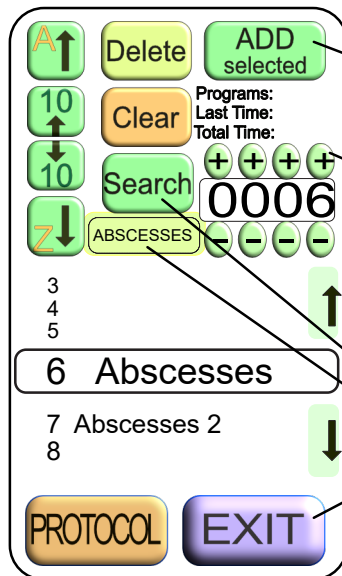 A
Delete
ADD
selected
10
Clear
Programs:
Last Time:
Total Time:
10
Search
+ + + +
0006
Z
ABSCESSES
- - - -
3
4
5
6 Abscesses
7 Abscesses 2
8
PROTOCOL
EXIT